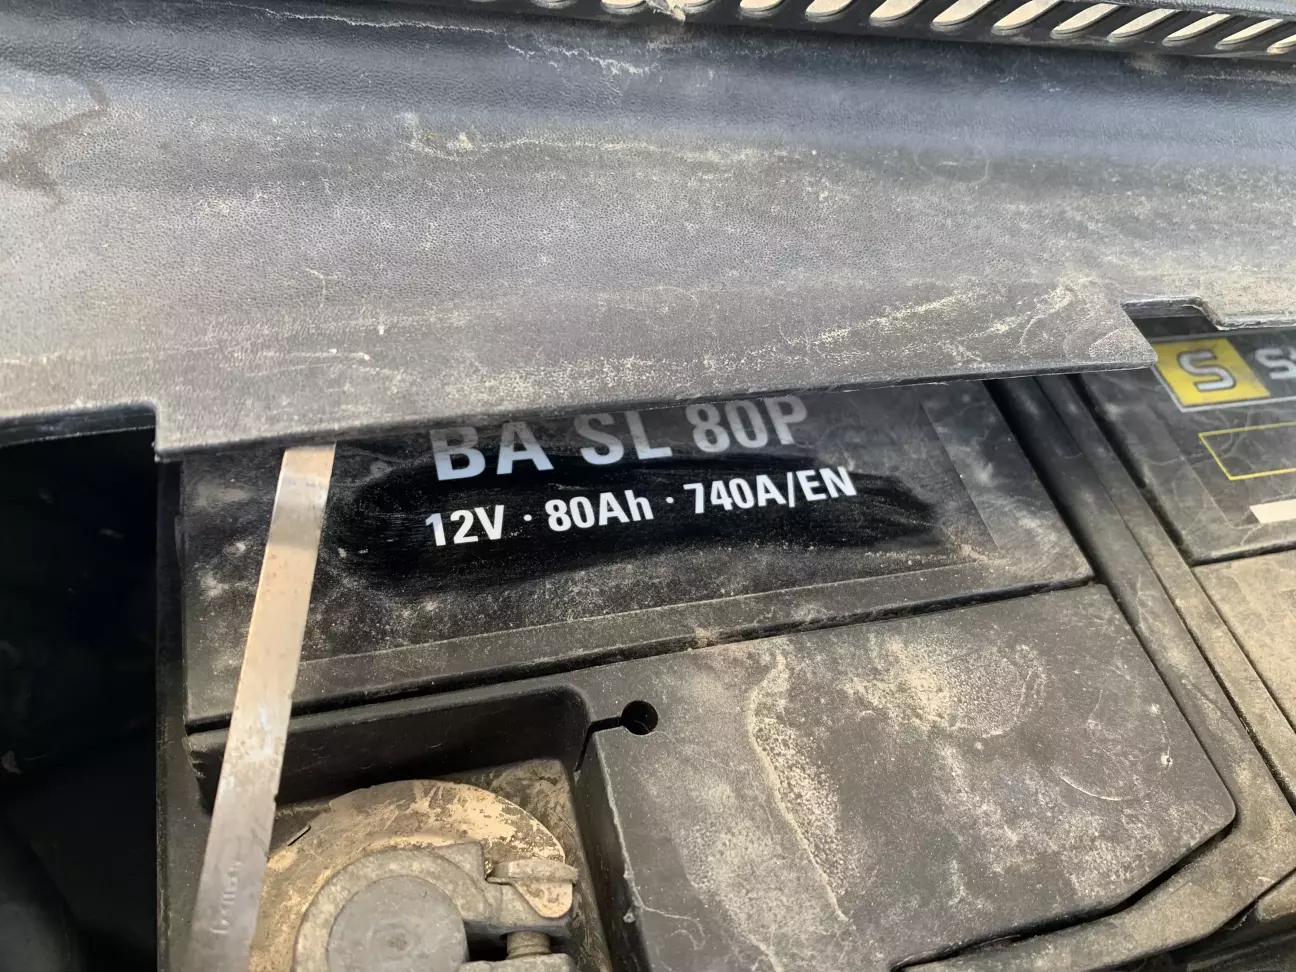 BA SL 80P
12V · 80Ah · 740A/EN
S